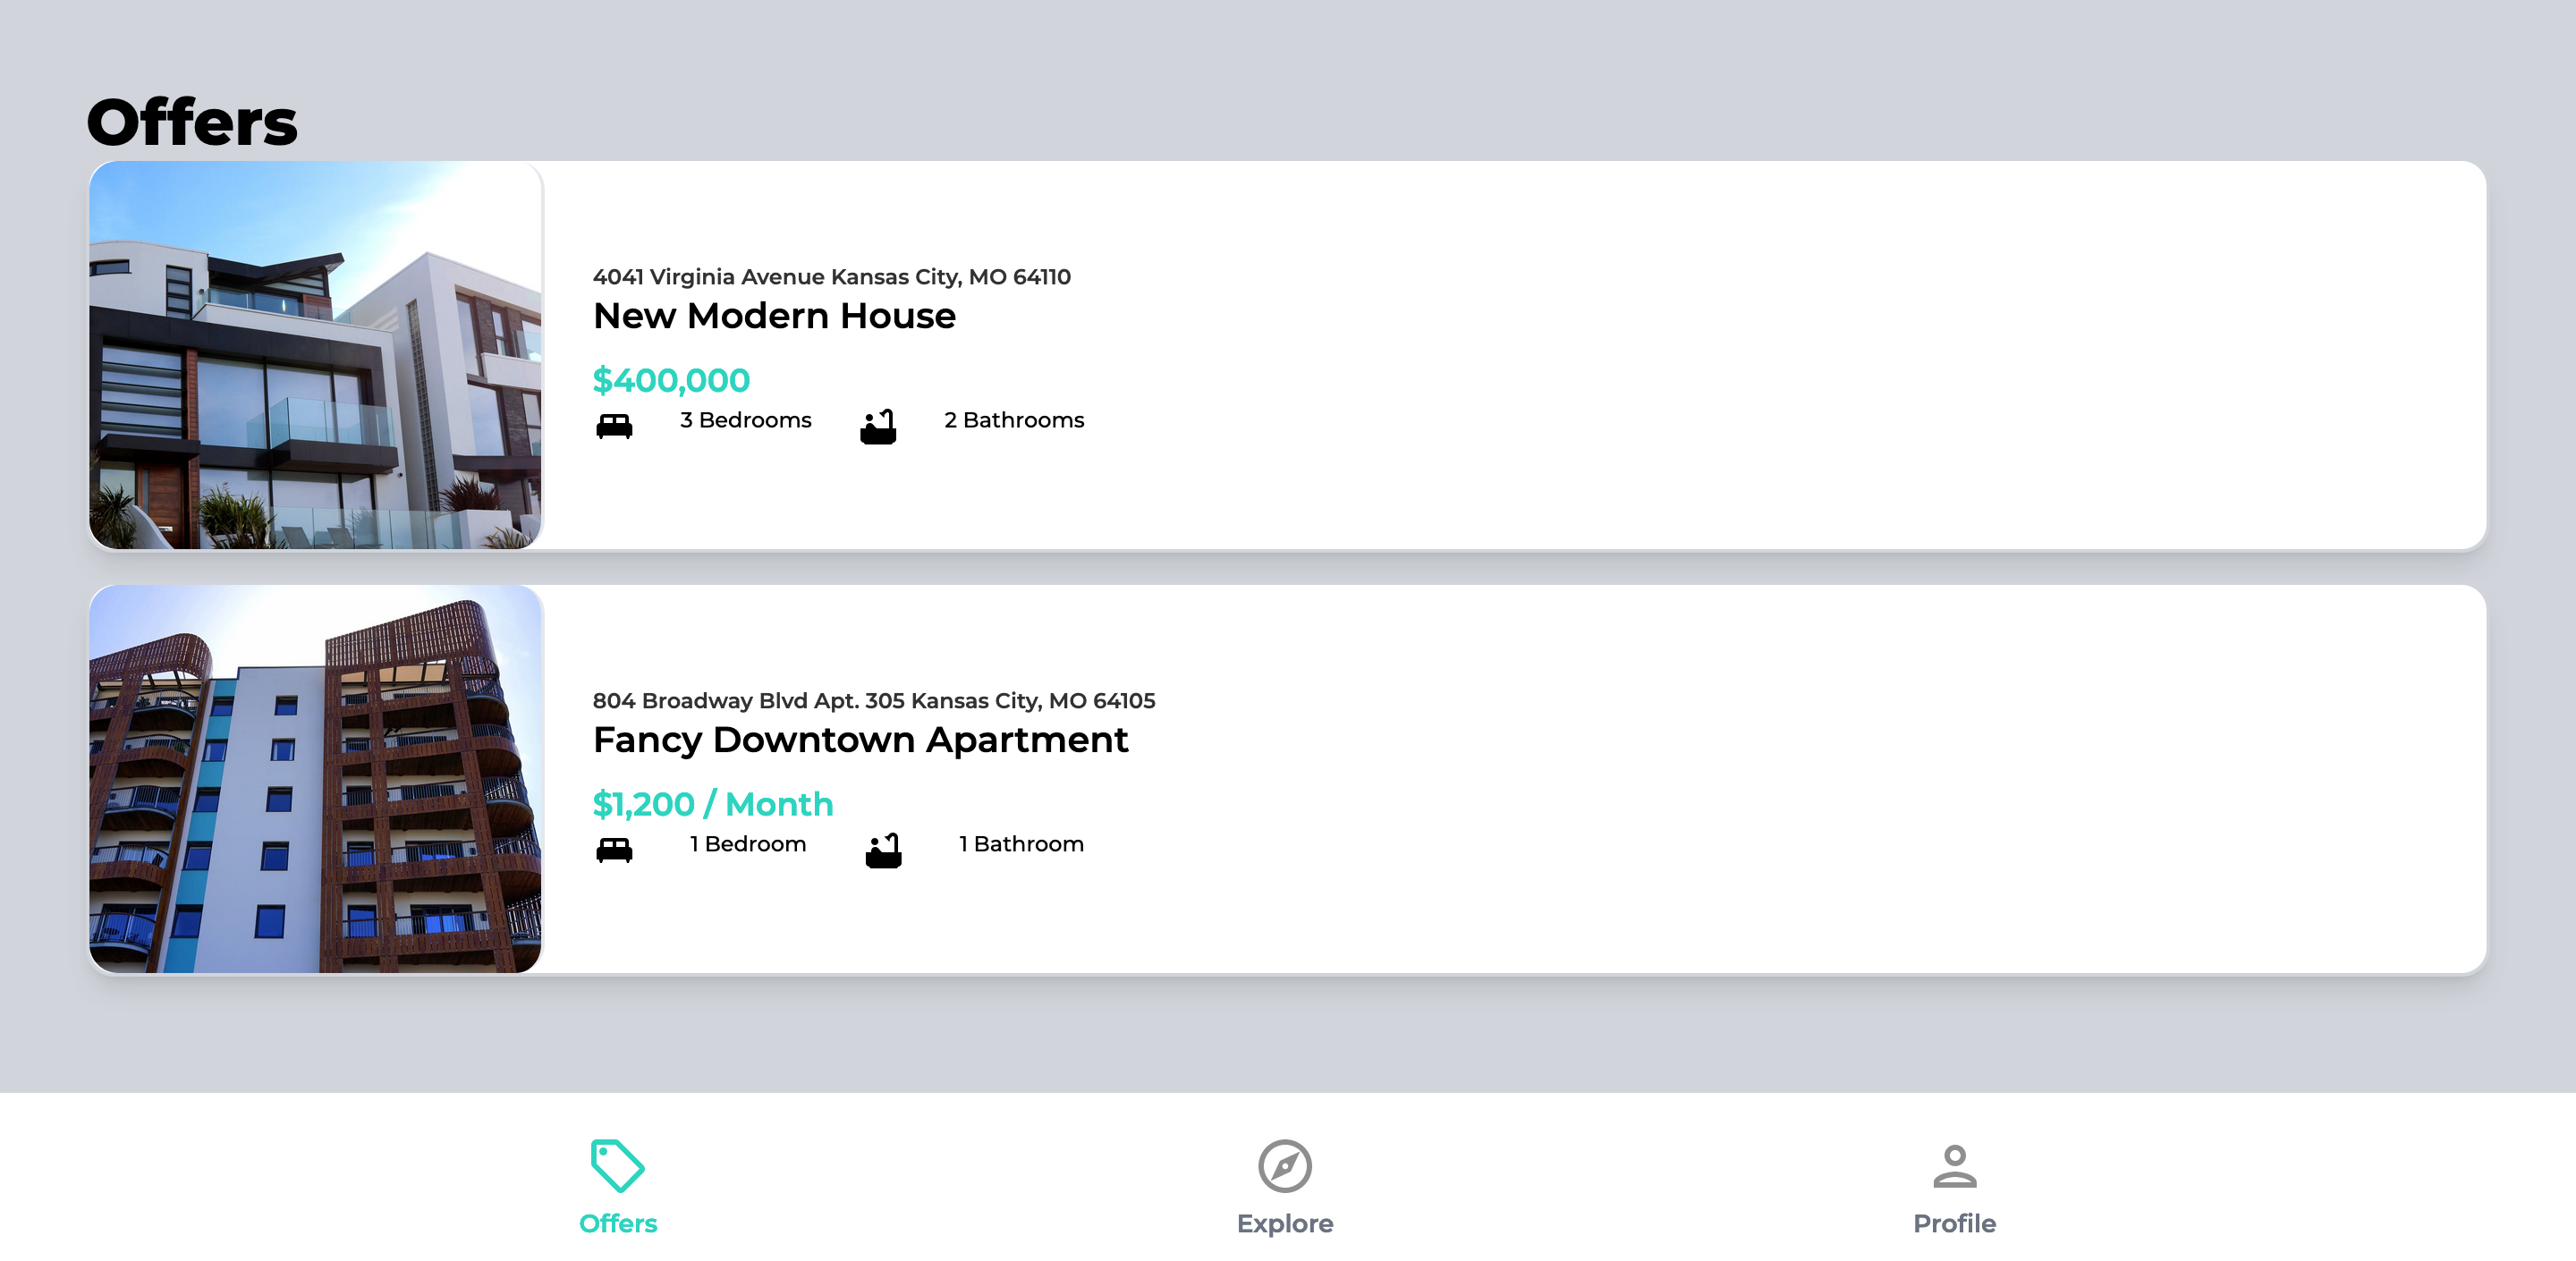 Offers
4041 Virginia Avenue Kansas City, MO 64110
New Modern House
$400,000
3 Bedrooms 2 Bathrooms
804 Broadway Blvd Apt. 305 Kansas City, MO 64105
Fancy Downtown Apartment
$1,200 / Month
1 Bedroom 1 Bathroom
Offers Explore Profile